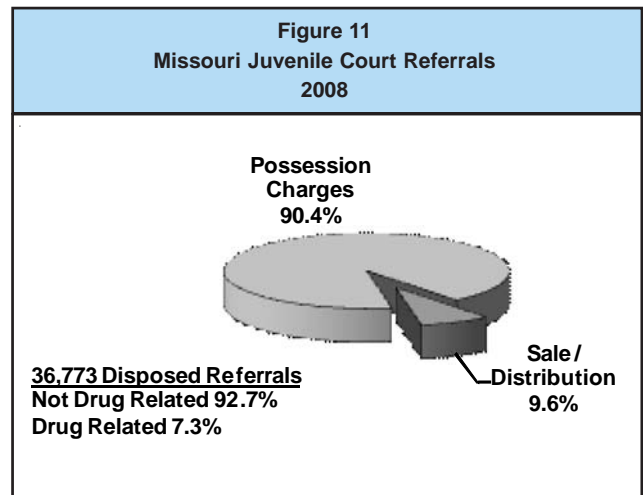 Figure 11
Missouri Juvenile Court Referrals
2008
Possession
Charges
90.4%
Sale/
Distribution
9.6%
36,773 Disposed Referrals
Not Drug Related 92.7%
Drug Related 7.3%